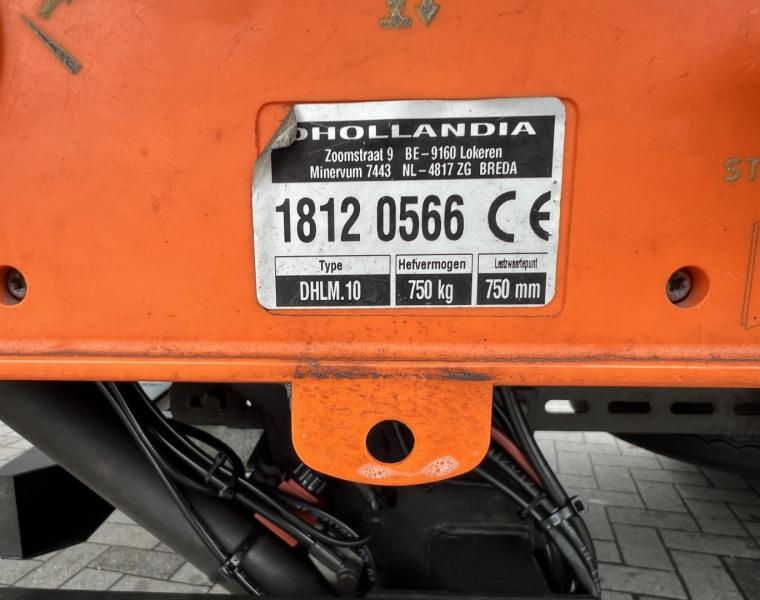 DHOLLANDIA
Zoomstraat 9 BE-9160 Lokeren
Minervum 7443 NL-4817 ZG BREDA
1812 0566 CE
Type Hefvermogen Lastzwaartepunt
DHLM.10 750 kg 750 mm
ST